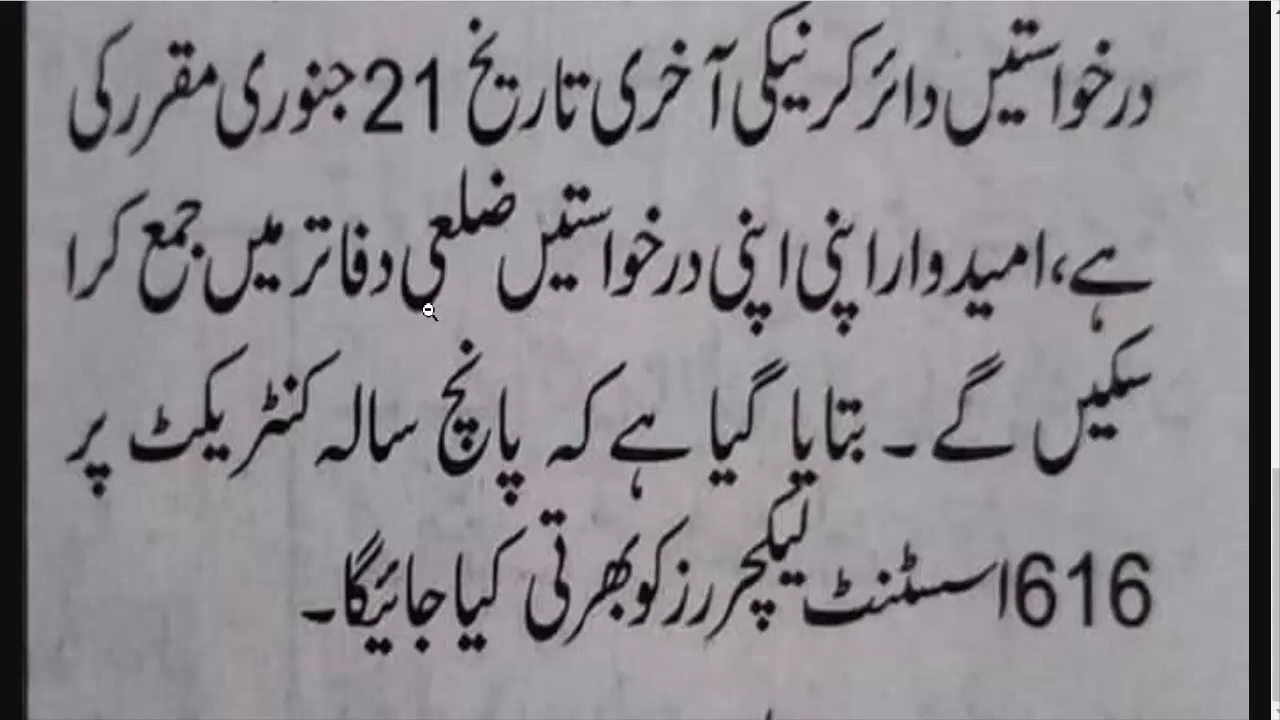 درخواستیں دائر کرنیکی آخری تاریخ 21 جنوری مقرر کی
ہے، امیدوار اپنی اپنی درخواستیں ضلعی دفاتر میں جمع کرا
سکیں گے ۔ بتایا گیا ہے کہ پانچ سالہ کنٹریکٹ پر
616 اسسٹنٹ لیکچررز کو بھرتی کیا جائیگا ۔